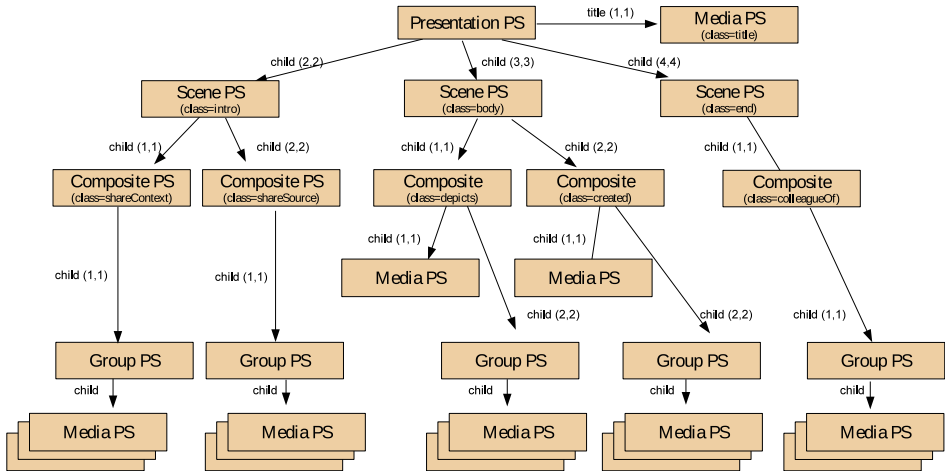 Presentation PS
title (1,1)
Media PS
(class=title)
child (2,2)
child (3,3)
child (4,4)
Scene PS
(class=intro)
Scene PS
(class=body)
Scene PS
(class=end)
child (1,1)
child (2,2)
child (1,1)
child (2,2)
child (1,1)
Composite PS
(class=shareContext)
Composite PS
(class=shareSource)
Composite
(class=depicts)
Composite
(class=created)
Composite
(class=colleagueOf)
child (1,1)
child (1,1)
child (1,1)
child (1,1)
Media PS
Media PS
child (2,2)
child (2,2)
child (1,1)
Group PS
Group PS
Group PS
Group PS
Group PS
child
child
child
child
child
Media PS
Media PS
Media PS
Media PS
Media PS